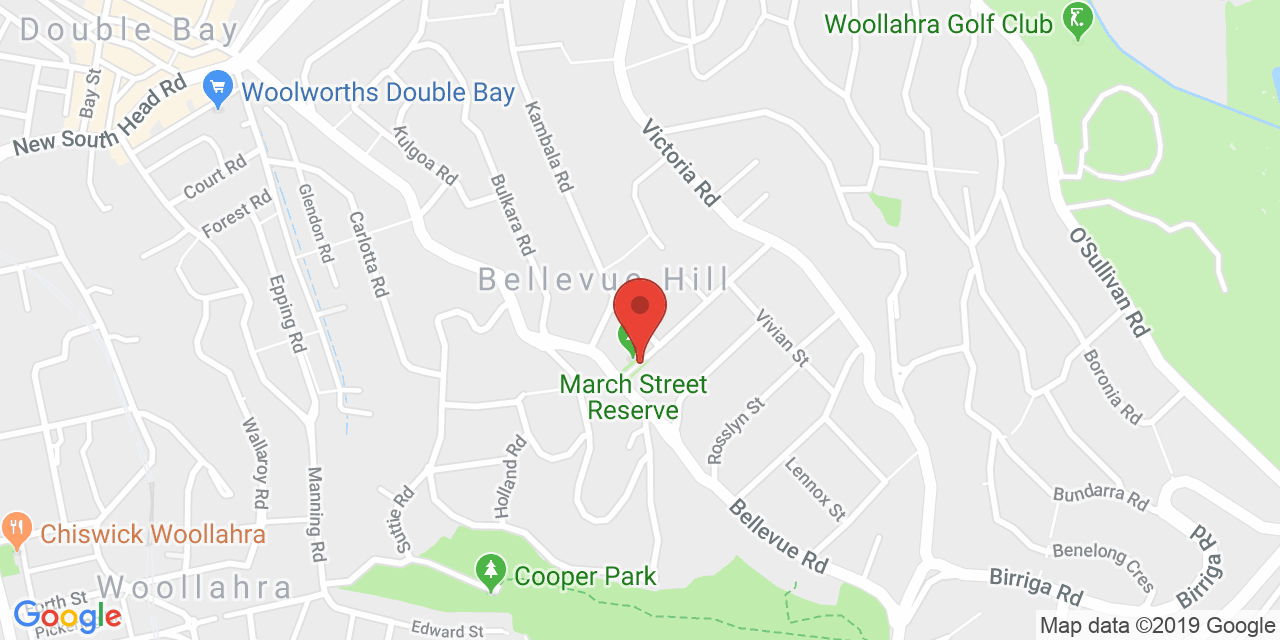 Double Bay
Woollahra Golf Club
Woolworths Double Bay
Bay St
New South Head Rd
Kambala Rd
Victoria Rd
Kulgoa Rd
Court Rd
Bulkara Rd
Forest Rd
Glendon Rd
Carlotta Rd
O'Sullivan Rd
Bellevue Hill
Epping Rd
Vivian St
March Street
Reserve
Boronia Rd
Rosslyn St
Wallaroy Rd
Holland Rd
Manning Rd
Lennox St
Bundarra Rd
Suttie Rd
Bellevue Rd
Chiswick Woollahra
Birriga Rd
Benelong Cres
Cooper Park
Birriga Rd
Woollahra
Forth St
Edward St
Google
Map data ©2019 Google